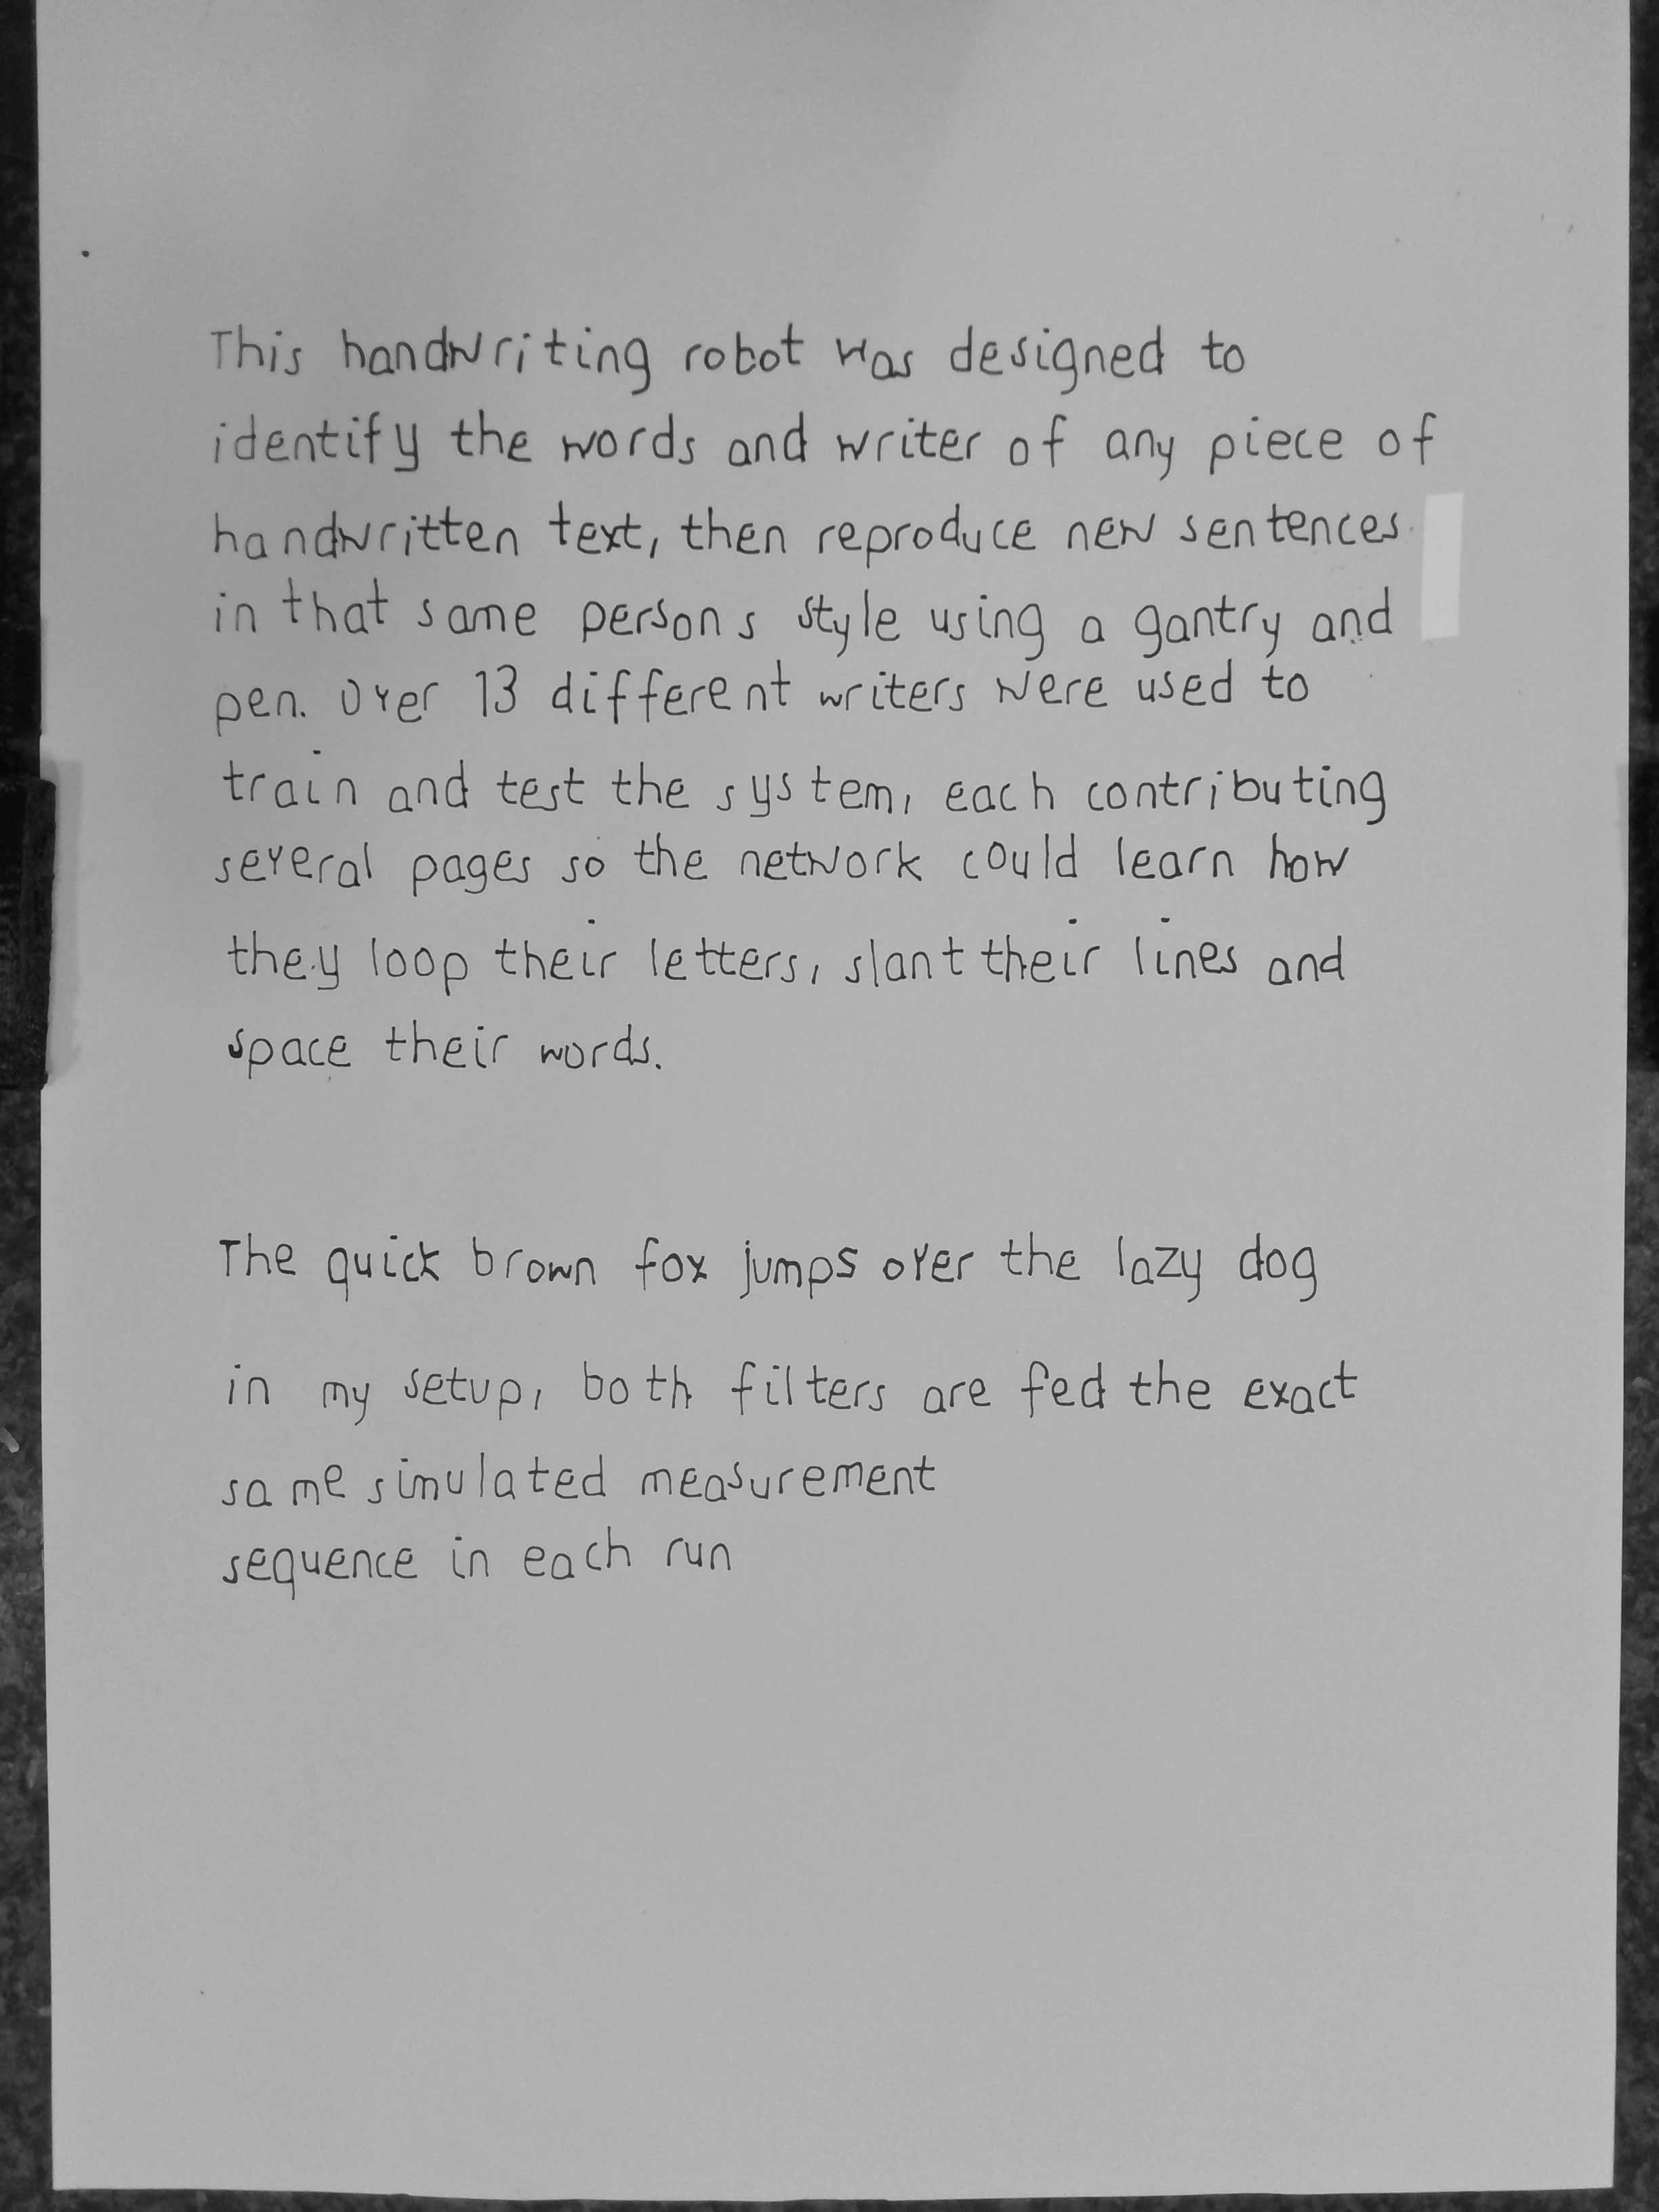 This handwriting robot was designed to
identify the words and writer of any piece of
handwritten text, then reproduce new sentences
in that same persons style using a gantry and
pen. Over 13 different writers were used to
train and test the system, each contributing
several pages so the network could learn how
they loop their letters, slant their lines and
space their words.
The quick brown fox jumps over the lazy dog
in my setup, both filters are fed the exact
same simulated measurement
sequence in each run